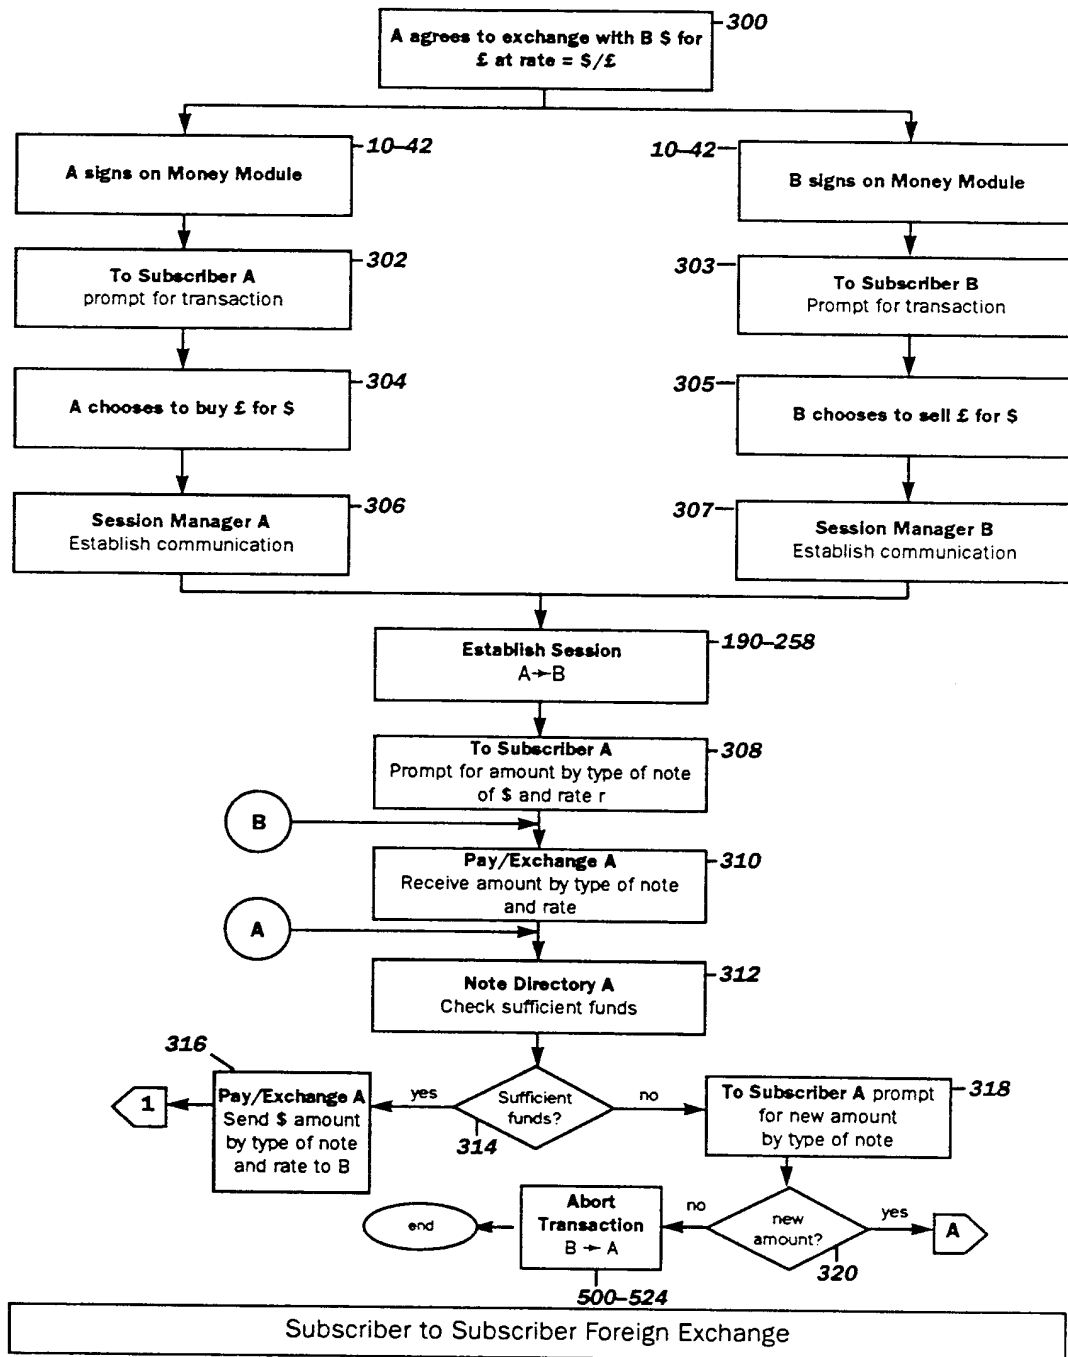 A agrees to exchange with B $ for
£ at rate = $/£
300
A signs on Money Module
10–42
10–42
B signs on Money Module
To Subscriber A
prompt for transaction
302
303
To Subscriber B
Prompt for transaction
A chooses to buy £ for $
304
305
B chooses to sell £ for $
Session Manager A
Establish communication
306
307
Session Manager B
Establish communication
Establish Session
A→B
190–258
To Subscriber A
Prompt for amount by type of note
of $ and rate r
308
B
Pay/Exchange A
Receive amount by type of note
and rate
310
A
Note Directory A
Check sufficient funds
312
316
1
Pay/Exchange A
Send $ amount
by type of note
and rate to B
yes
Sufficient
funds?
314
no
To Subscriber A prompt
for new amount
by type of note
318
end
Abort
Transaction
B → A
500–524
no
new
amount?
320
yes
A
Subscriber to Subscriber Foreign Exchange